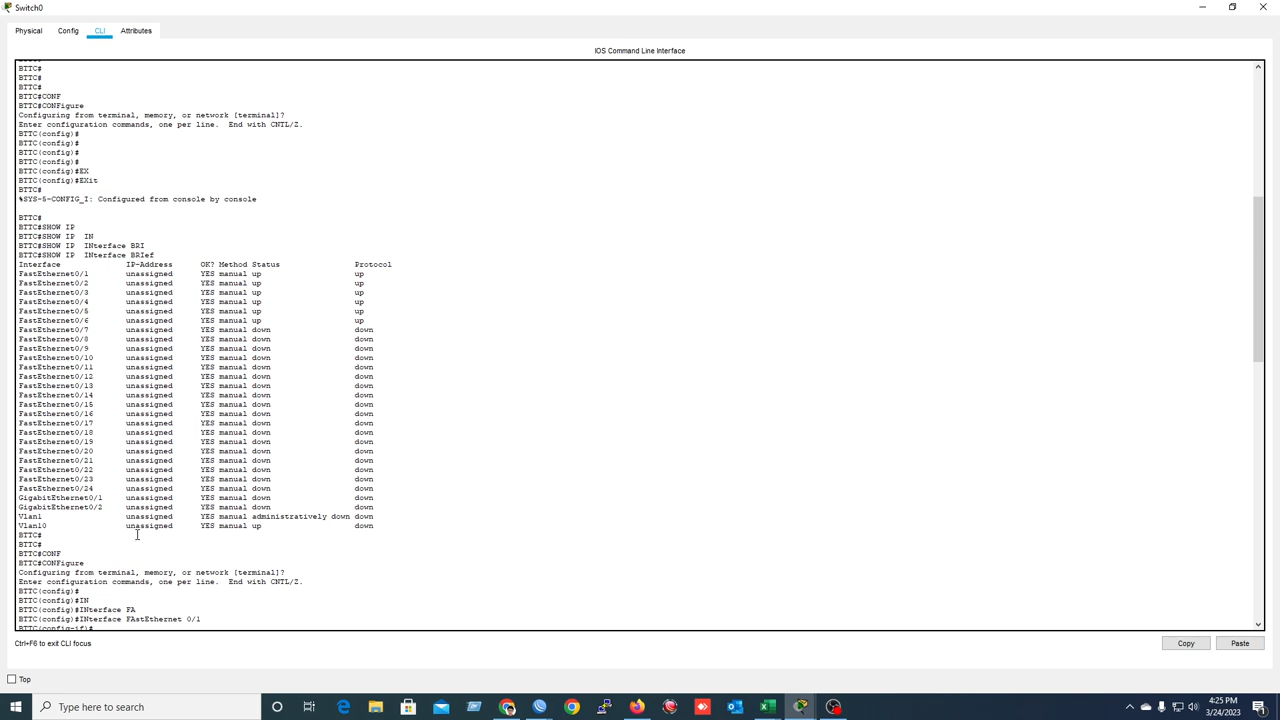 Switch0
Physical Config CLI Attributes
IOS Command Line Interface
BTTC#
BTTC#
BTTC#
BTTC#CONF
BTTC#CONFigure
Configuring from terminal, memory, or network [terminal]?
Enter configuration commands, one per line.  End with CNTL/Z.
BTTC(config)#
BTTC(config)#
BTTC(config)#
BTTC(config)#
BTTC(config)#EX
BTTC(config)#EXit
BTTC#
%SYS-5-CONFIG_I: Configured from console by console
BTTC#
BTTC#SHOW IP
BTTC#SHOW IP  IN
BTTC#SHOW IP  INterface BRI
BTTC#SHOW IP  INterface BRIef
Interface IP-Address OK? Method Status Protocol
FastEthernet0/1 unassigned YES manual up up
FastEthernet0/2 unassigned YES manual up up
FastEthernet0/3 unassigned YES manual up up
FastEthernet0/4 unassigned YES manual up up
FastEthernet0/5 unassigned YES manual up up
FastEthernet0/6 unassigned YES manual up up
FastEthernet0/7 unassigned YES manual down down
FastEthernet0/8 unassigned YES manual down down
FastEthernet0/9 unassigned YES manual down down
FastEthernet0/10 unassigned YES manual down down
FastEthernet0/11 unassigned YES manual down down
FastEthernet0/12 unassigned YES manual down down
FastEthernet0/13 unassigned YES manual down down
FastEthernet0/14 unassigned YES manual down down
FastEthernet0/15 unassigned YES manual down down
FastEthernet0/16 unassigned YES manual down down
FastEthernet0/17 unassigned YES manual down down
FastEthernet0/18 unassigned YES manual down down
FastEthernet0/19 unassigned YES manual down down
FastEthernet0/20 unassigned YES manual down down
FastEthernet0/21 unassigned YES manual down down
FastEthernet0/22 unassigned YES manual down down
FastEthernet0/23 unassigned YES manual down down
FastEthernet0/24 unassigned YES manual down down
GigabitEthernet0/1 unassigned YES manual down down
GigabitEthernet0/2 unassigned YES manual down down
Vlan1 unassigned YES manual administratively down down
Vlan10 unassigned YES manual up down
BTTC#
BTTC#
BTTC#CONF
BTTC#CONFigure
Configuring from terminal, memory, or network [terminal]?
Enter configuration commands, one per line.  End with CNTL/Z.
BTTC(config)#
BTTC(config)#IN
BTTC(config)#INterface FA
BTTC(config)#INterface FAstEthernet 0/1
BTTC(config-if)#
Ctrl+F6 to exit CLI focus
Copy Paste
Top
Type here to search
4:25 PM
3/24/2023